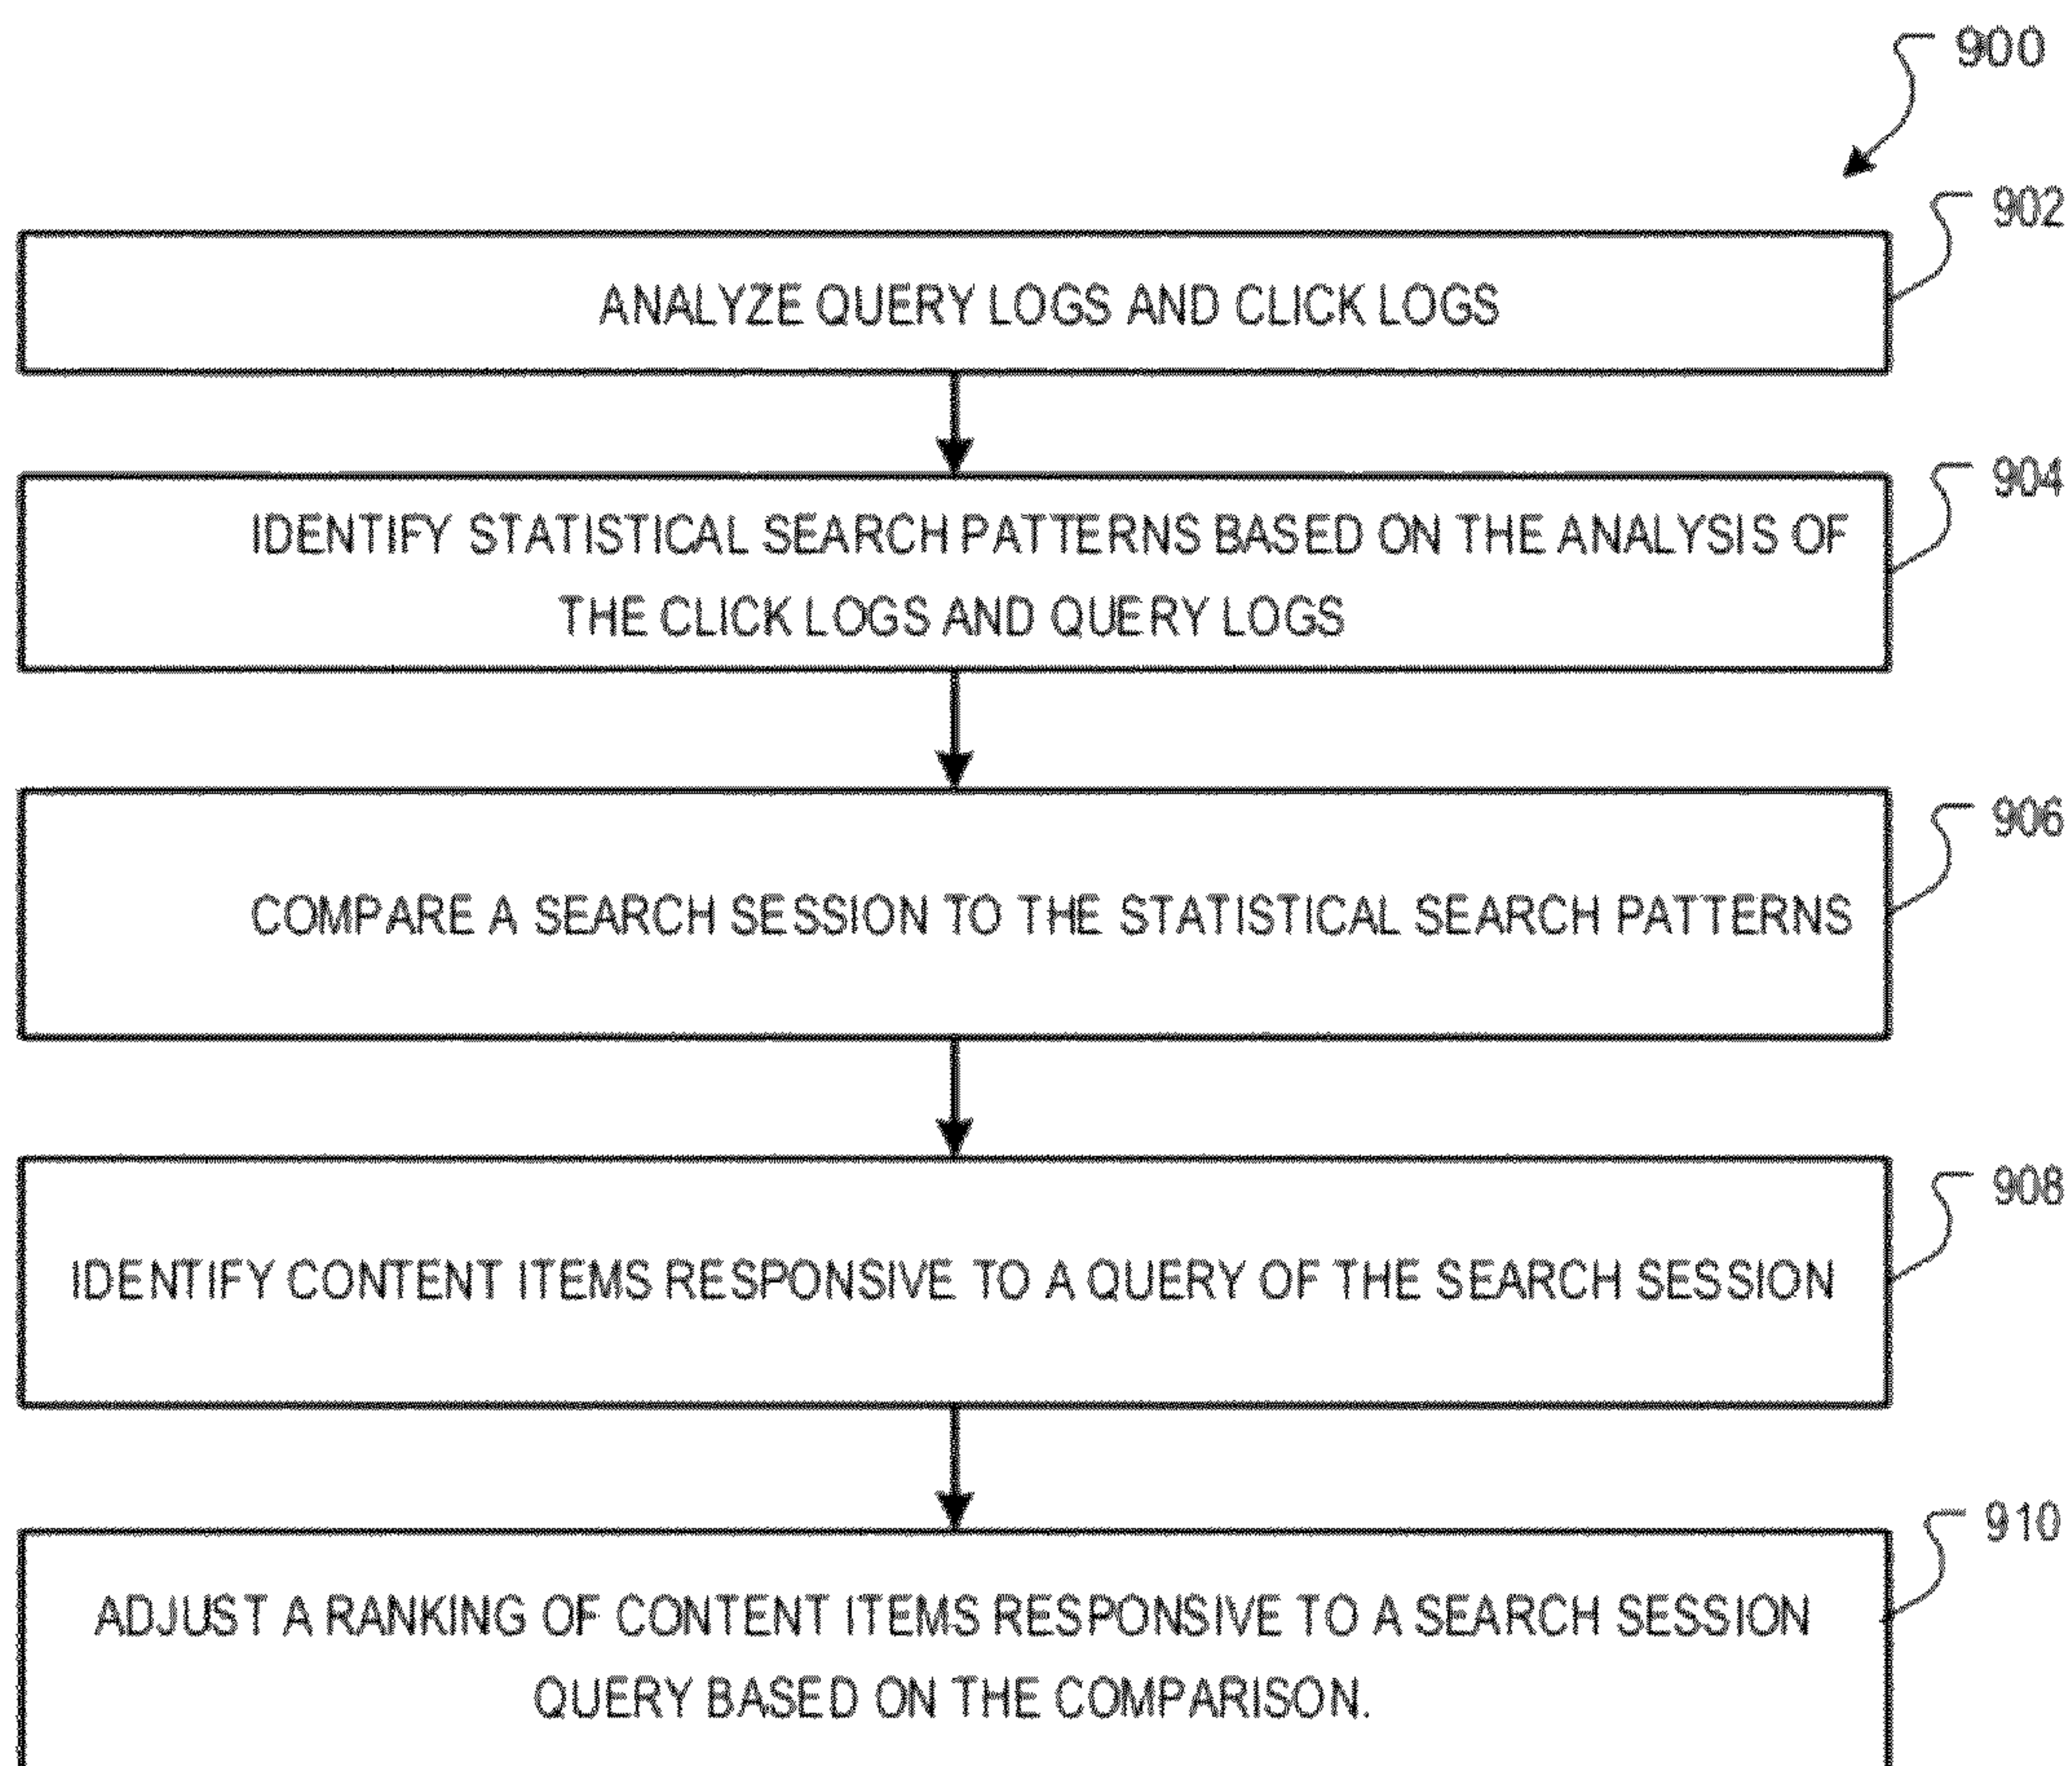 900
902
ANALYZE QUERY LOGS AND CLICK LOGS
904
IDENTIFY STATISTICAL SEARCH PATTERNS BASED ON THE ANALYSIS OF
THE CLICK LOGS AND QUERY LOGS
906
COMPARE A SEARCH SESSION TO THE STATISTICAL SEARCH PATTERNS
908
IDENTIFY CONTENT ITEMS RESPONSIVE TO A QUERY OF THE SEARCH SESSION
910
ADJUST A RANKING OF CONTENT ITEMS RESPONSIVE TO A SEARCH SESSION
QUERY BASED ON THE COMPARISON.